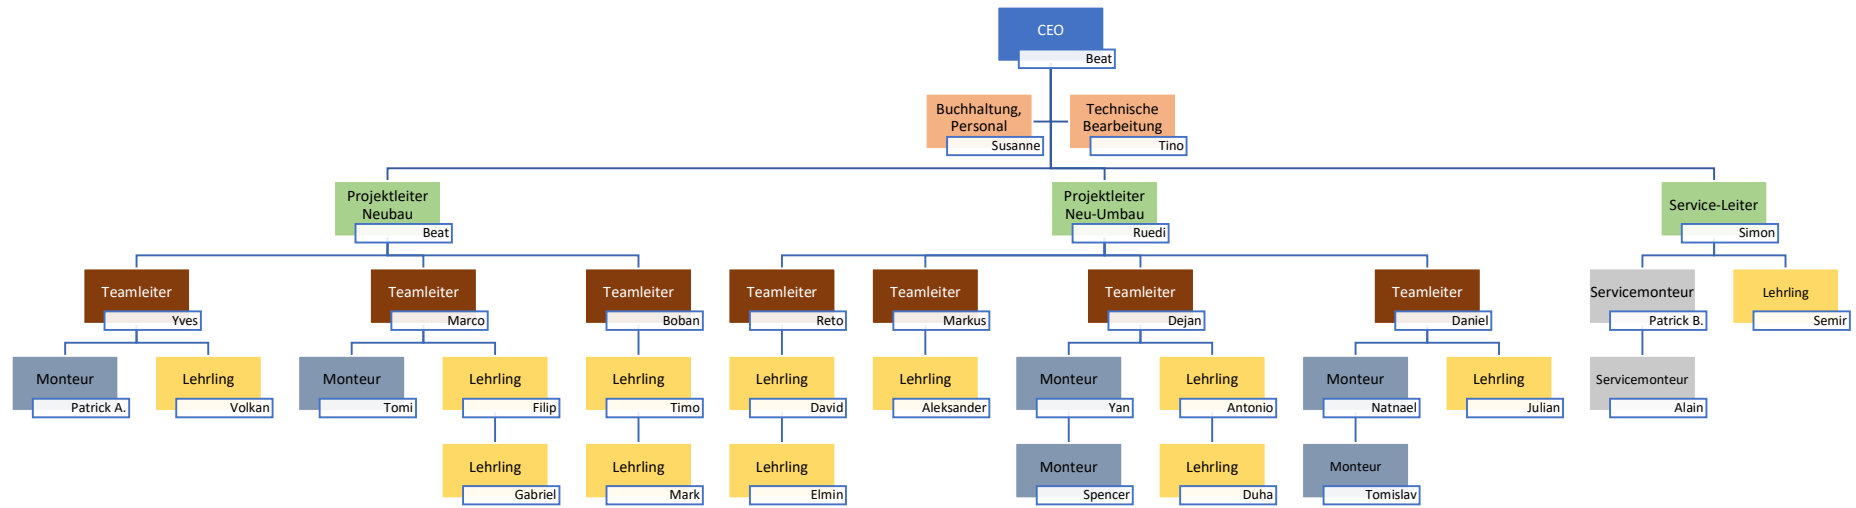 CEO
Beat
Buchhaltung,
Personal
Susanne
Technische
Bearbeitung
Tino
Projektleiter
Neubau
Beat
Projektleiter
Neu-Umbau
Ruedi
Service-Leiter
Simon
Teamleiter
Yves
Teamleiter
Marco
Teamleiter
Boban
Teamleiter
Reto
Teamleiter
Markus
Teamleiter
Dejan
Teamleiter
Daniel
Servicemonteur
Patrick B.
Lehrling
Semir
Monteur
Patrick A.
Lehrling
Volkan
Monteur
Tomi
Lehrling
Filip
Lehrling
Timo
Lehrling
David
Lehrling
Aleksander
Monteur
Yan
Lehrling
Antonio
Monteur
Natnael
Lehrling
Julian
Servicemonteur
Alain
Lehrling
Gabriel
Lehrling
Mark
Lehrling
Elmin
Monteur
Spencer
Lehrling
Duha
Monteur
Tomislav